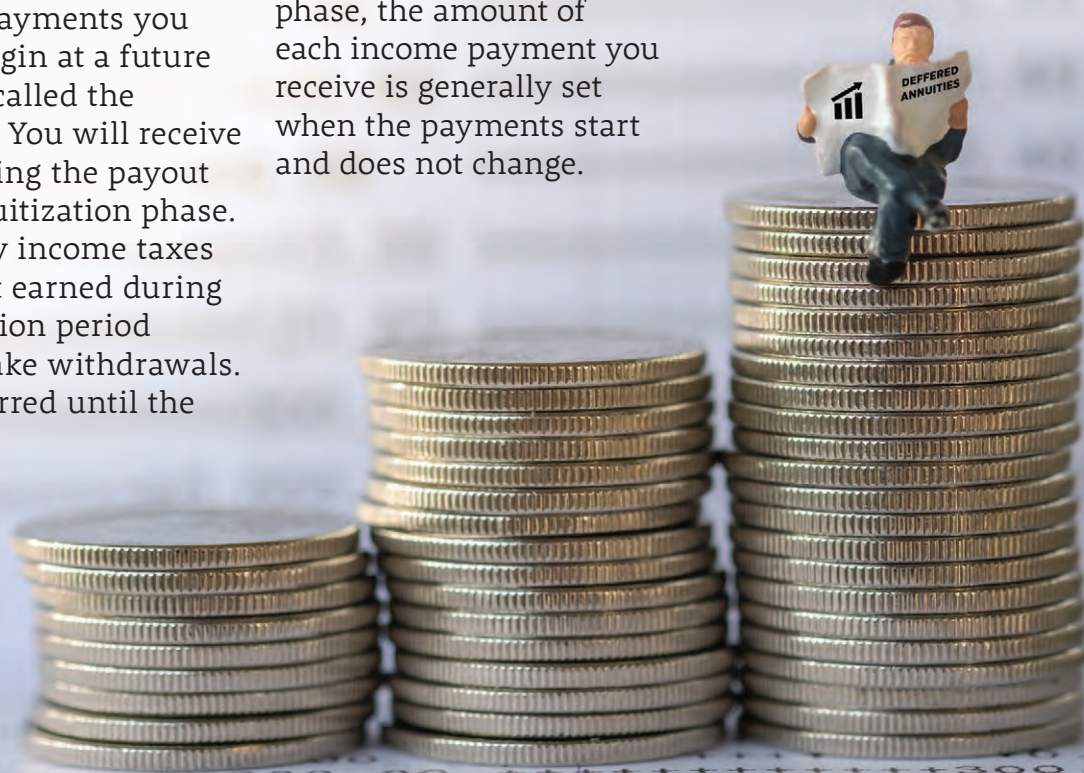 ayments you
gin at a future
called the
You will receive
ing the payout
uitization phase.
y income taxes
earned during
ion period
ake withdrawals.
rred until the
phase, the amount of
each income payment you
receive is generally set
when the payments start
and does not change.
DEFFERED
ANNUITIES
300